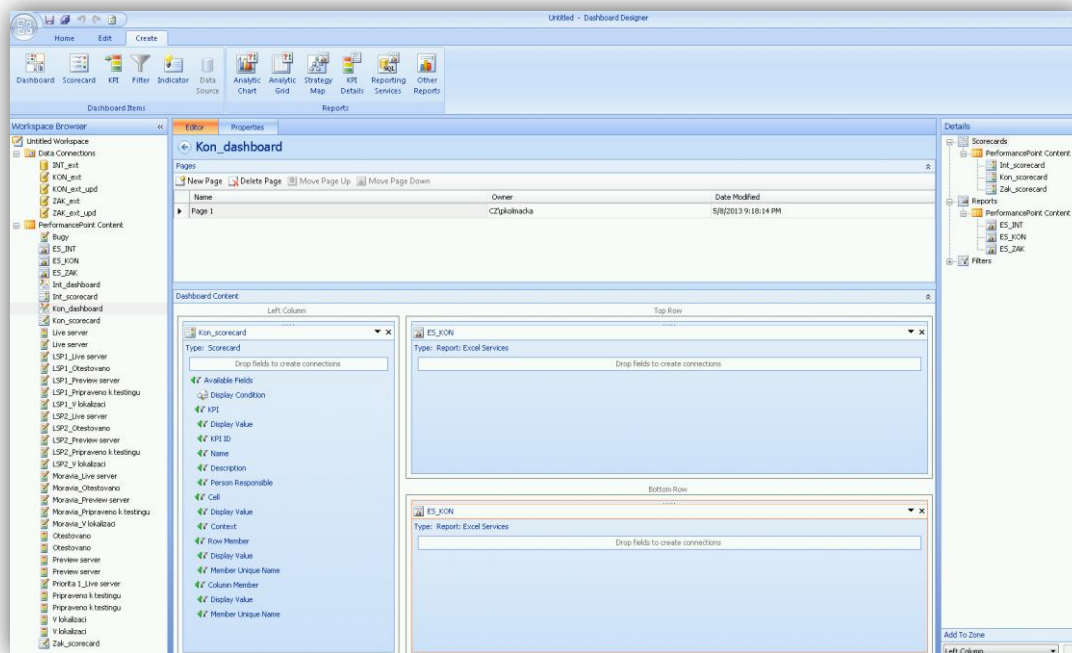 Untitled - Dashboard Designer
Home Edit Create
Dashboard Scorecard KPI Filter Indicator Data Source Analytic Chart Analytic Grid Strategy Map KPI Details Reporting Services Other Reports
Dashboard Items Reports
Workspace Browser «
Untitled Workspace
Data Connections
INT_ext
KON_ext
KON_ext_upd
ZAK_ext
ZAK_ext_upd
PerformancePoint Content
Bugy
ES_INT
ES_KON
ES_ZAK
Int_dashboard
Int_scorecard
Kon_dashboard
Kon_scorecard
Live server
Live server
LSP1_Live server
LSP1_Otestovano
LSP1_Preview server
LSP1_Pripraveno k testingu
LSP1_V lokalizaci
LSP2_Live server
LSP2_Otestovano
LSP2_Preview server
LSP2_Pripraveno k testingu
LSP2_V lokalizaci
Moravia_Live server
Moravia_Otestovano
Moravia_Preview server
Moravia_Pripraveno k testingu
Moravia_V lokalizaci
Otestovano
Otestovano
Preview server
Preview server
Priorita 1_Live server
Pripraveno k testingu
Pripraveno k testingu
V lokalizaci
V lokalizaci
Zak_scorecard
Editor Properties
Kon_dashboard
Pages
New Page Delete Page Move Page Up Move Page Down
Name Owner Date Modified
Page 1 CZ\pkolmacka 5/8/2013 9:18:14 PM
Dashboard Content
Left Column
Kon_scorecard
Type: Scorecard
Drop fields to create connections
Available Fields
Display Condition
KPI
Display Value
KPI ID
Name
Description
Person Responsible
Cell
Display Value
Context
Row Member
Display Value
Member Unique Name
Column Member
Display Value
Member Unique Name
Top Row
ES_KON
Type: Report: Excel Services
Drop fields to create connections
Bottom Row
ES_KON
Type: Report: Excel Services
Drop fields to create connections
Details
Scorecards
PerformancePoint Content
Int_scorecard
Kon_scorecard
Zak_scorecard
Reports
PerformancePoint Content
ES_INT
ES_KON
ES_ZAK
Filters
Add To Zone
Left Column